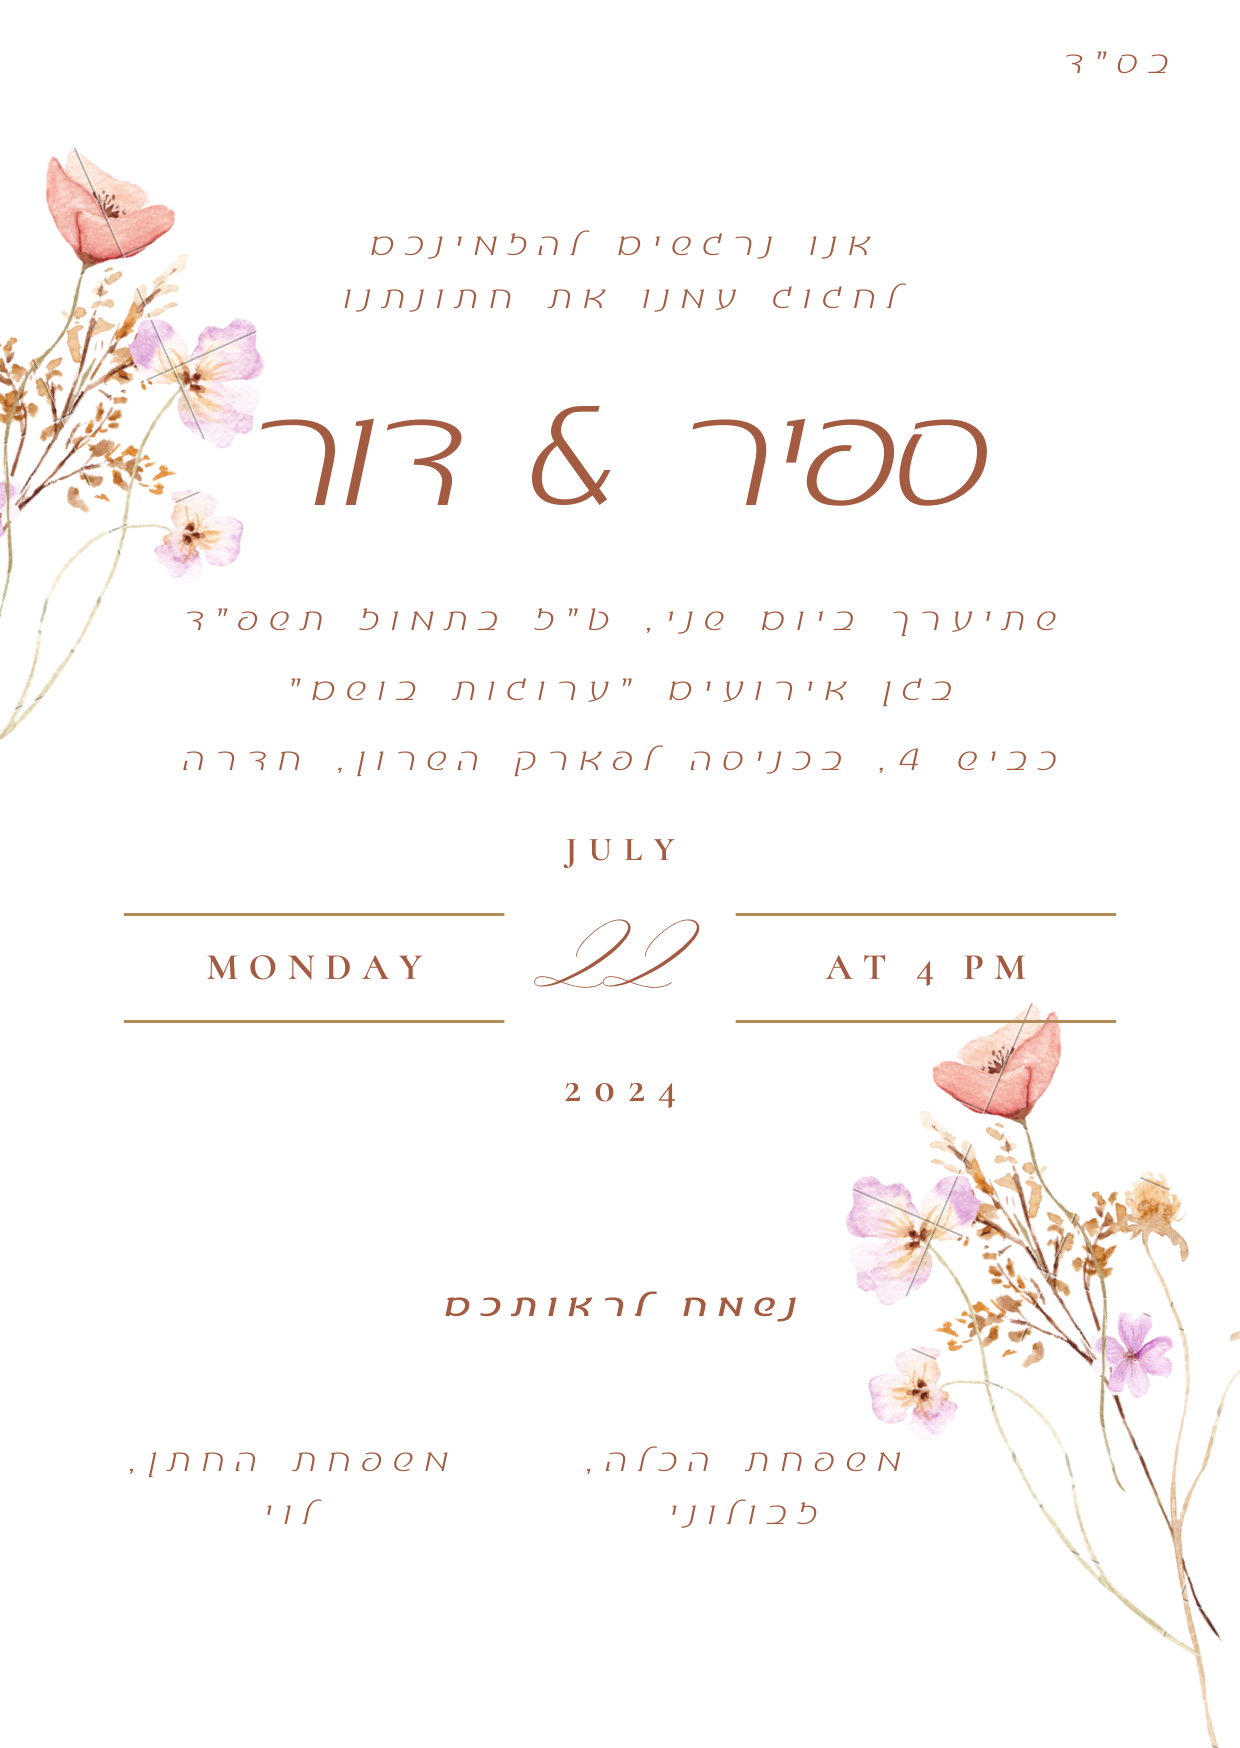 בס"ד
אנו נרגשים להזמינכם
לחגוג עמנו את חתונתנו
ספיר & דור
שתיערך ביום שני, ט"ז בתמוז תשפ"ד
בגן אירועים "ערוגות בושם"
כביש 4, בכניסה לפארק השרון, חדרה
JULY
MONDAY 22 AT 4 PM
2024
נשמח לראותכם
משפחת הכלה,
זבולוני
משפחת החתן,
לוי